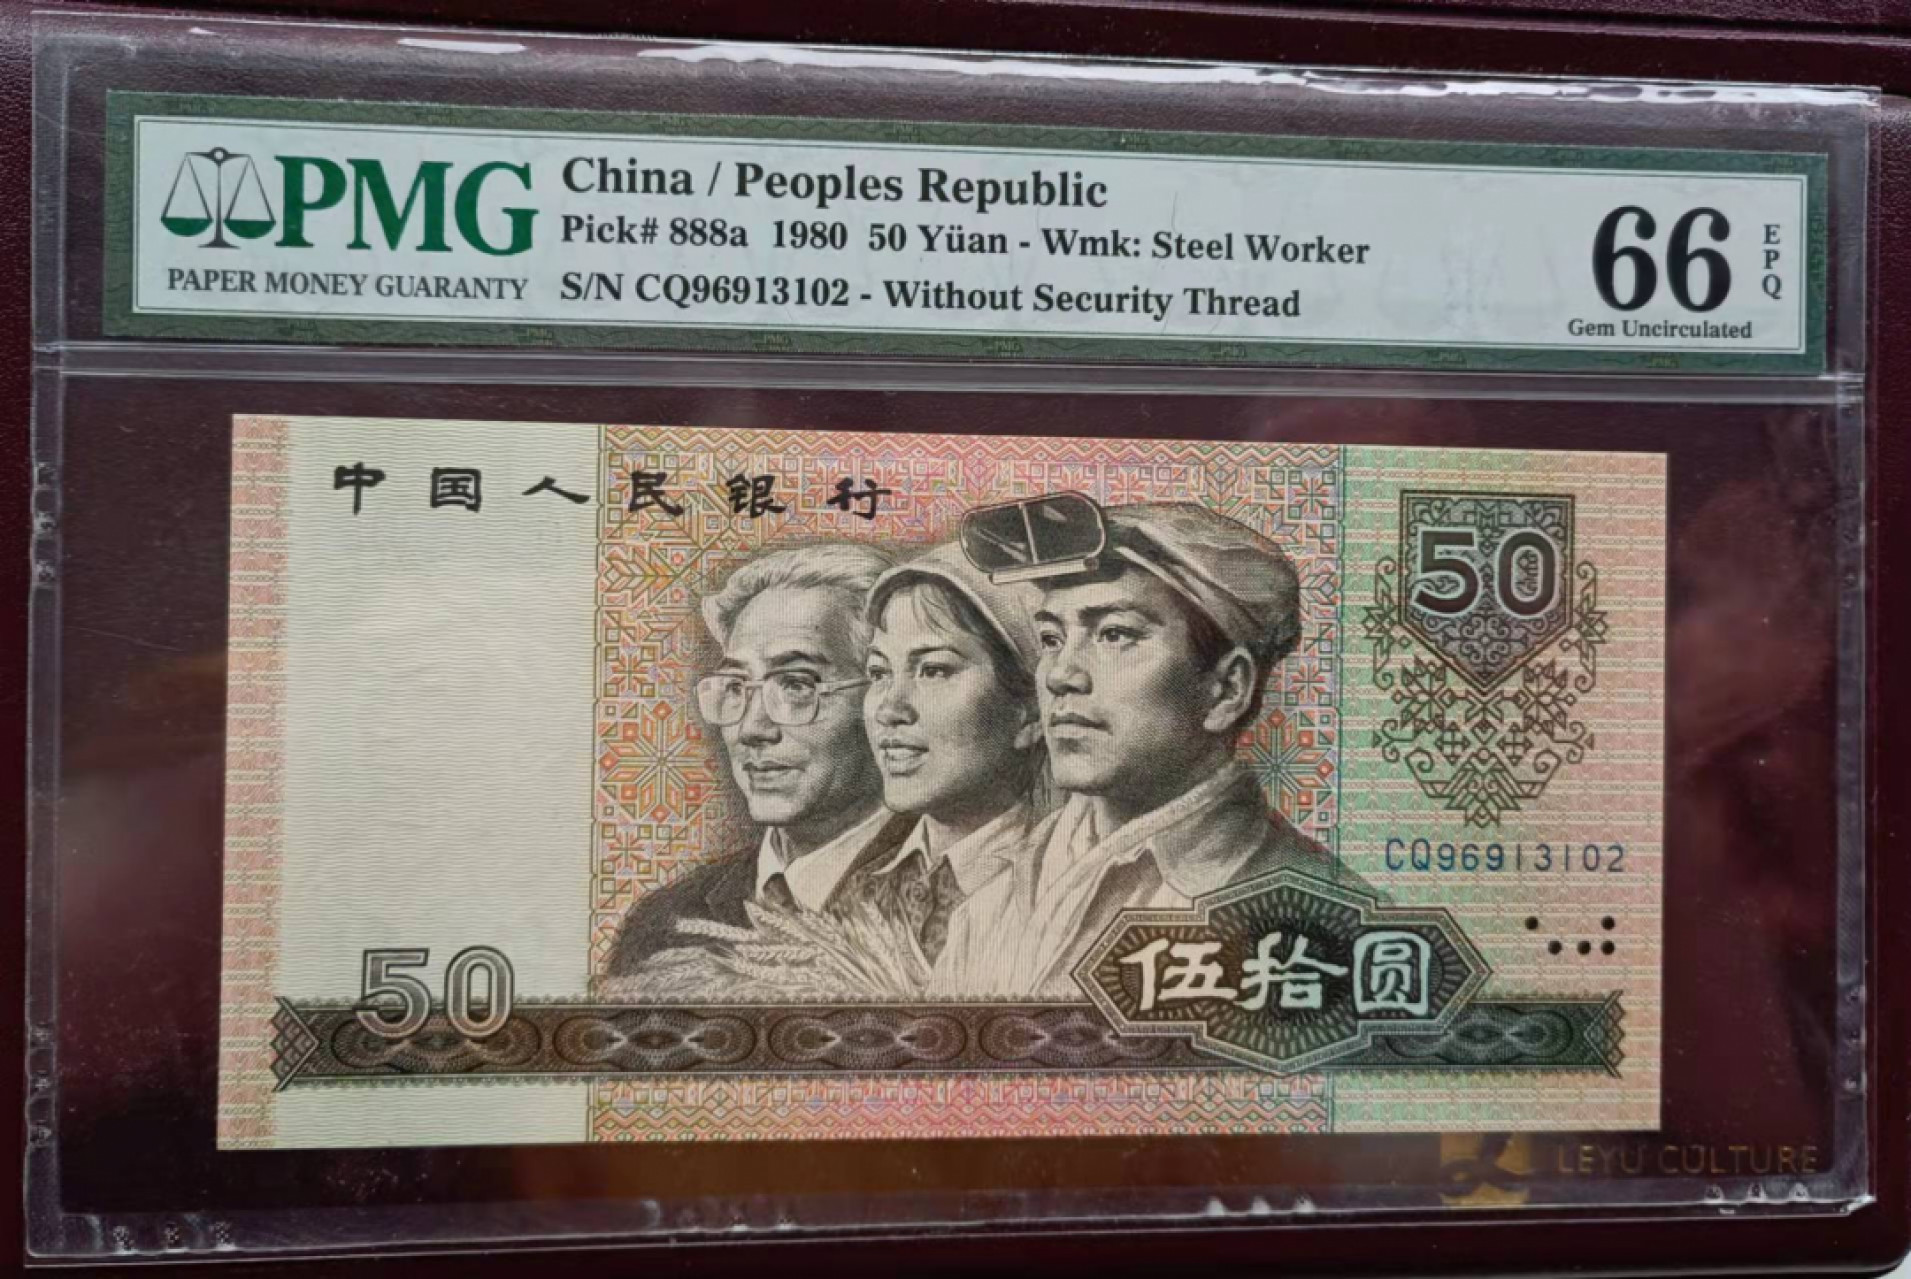 PMG
PAPER MONEY GUARANTY
China / Peoples Republic
Pick# 888a 1980 50 Yüan - Wmk: Steel Worker
S/N CQ96913102 - Without Security Thread
66
EPQ
Gem Uncirculated
中国人民银行
50
CQ96913102
50
伍拾圆
LEYU CULTURE